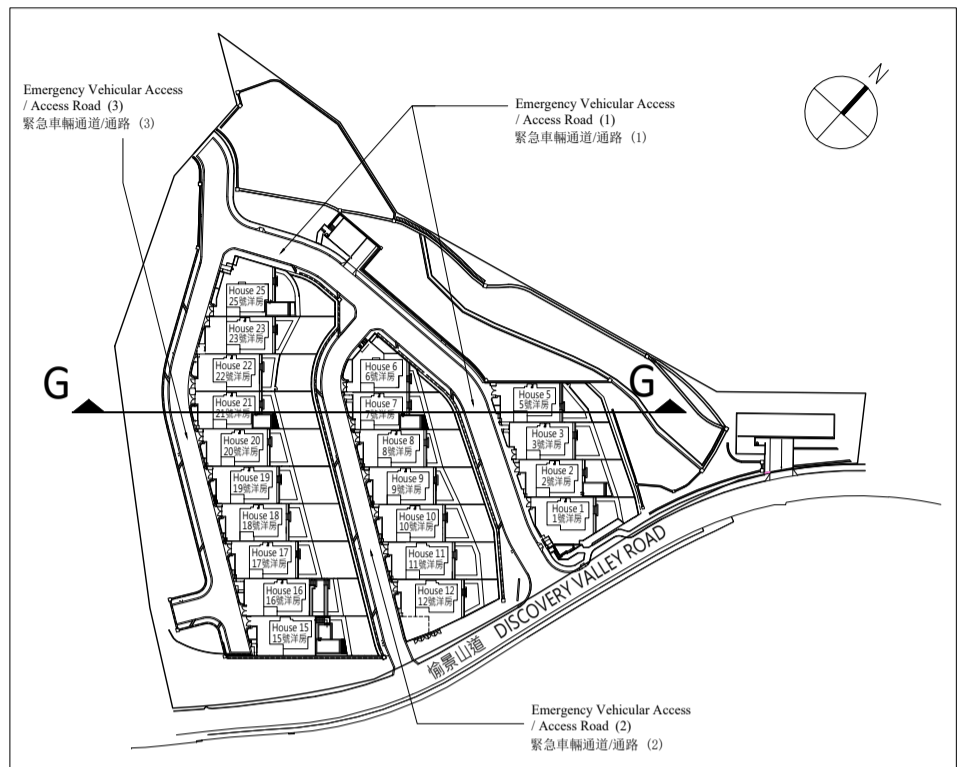 Emergency Vehicular Access
/ Access Road (3)
緊急車輛通道/通路 (3)
Emergency Vehicular Access
/ Access Road (1)
緊急車輛通道/通路 (1)
N
G
G
House 25
25號洋房
House 23
23號洋房
House 22
22號洋房
House 21
21號洋房
House 20
20號洋房
House 19
19號洋房
House 18
18號洋房
House 17
17號洋房
House 16
16號洋房
House 15
15號洋房
House 6
6號洋房
House 7
7號洋房
House 8
8號洋房
House 9
9號洋房
House 10
10號洋房
House 11
11號洋房
House 12
12號洋房
House 5
5號洋房
House 3
3號洋房
House 2
2號洋房
House 1
1號洋房
愉景山道 DISCOVERY VALLEY ROAD
Emergency Vehicular Access
/ Access Road (2)
緊急車輛通道/通路 (2)